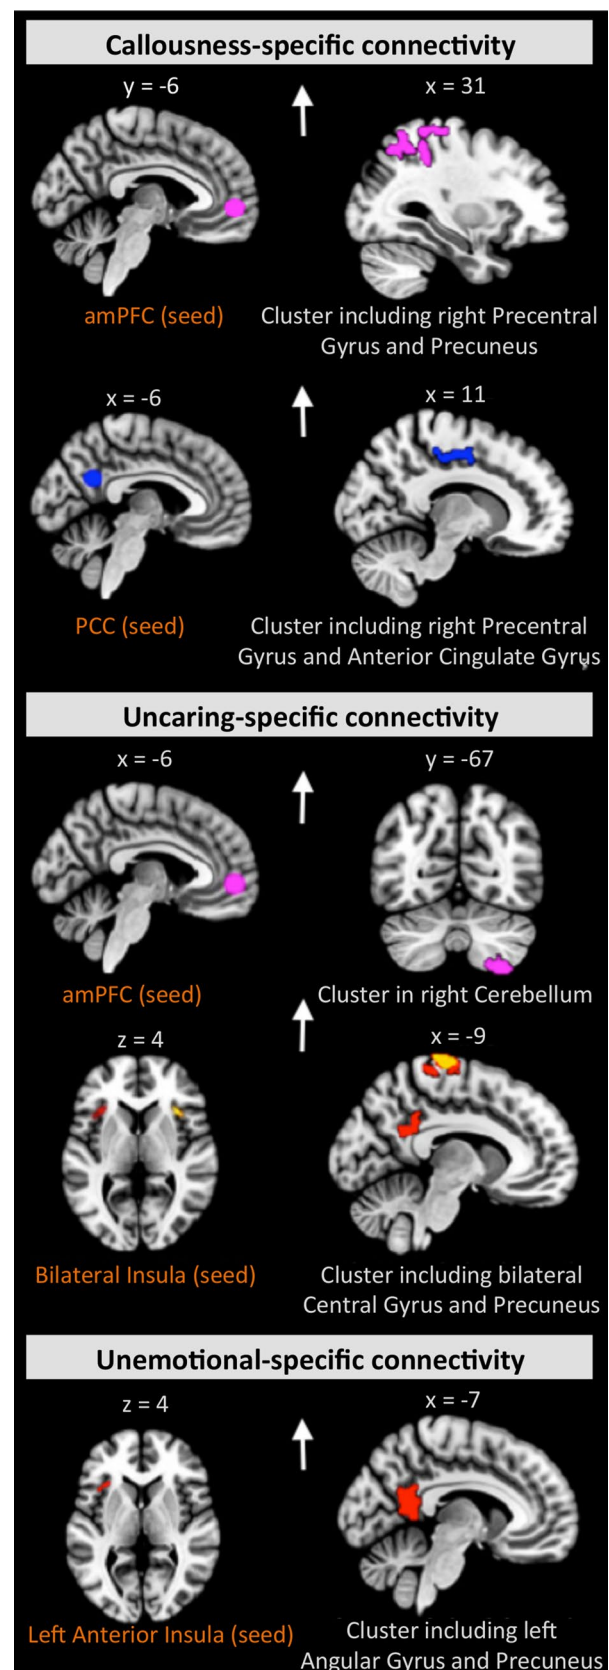 Callousness-specific connectivity
y = -6
x = 31
amPFC (seed)
Cluster including right Precentral
Gyrus and Precuneus
x = -6
x = 11
PCC (seed)
Cluster including right Precentral
Gyrus and Anterior Cingulate Gyrus
Uncaring-specific connectivity
x = -6
y = -67
amPFC (seed)
Cluster in right Cerebellum
z = 4
x = -9
Bilateral Insula (seed)
Cluster including bilateral
Central Gyrus and Precuneus
Unemotional-specific connectivity
z = 4
x = -7
Left Anterior Insula (seed)
Cluster including left
Angular Gyrus and Precuneus